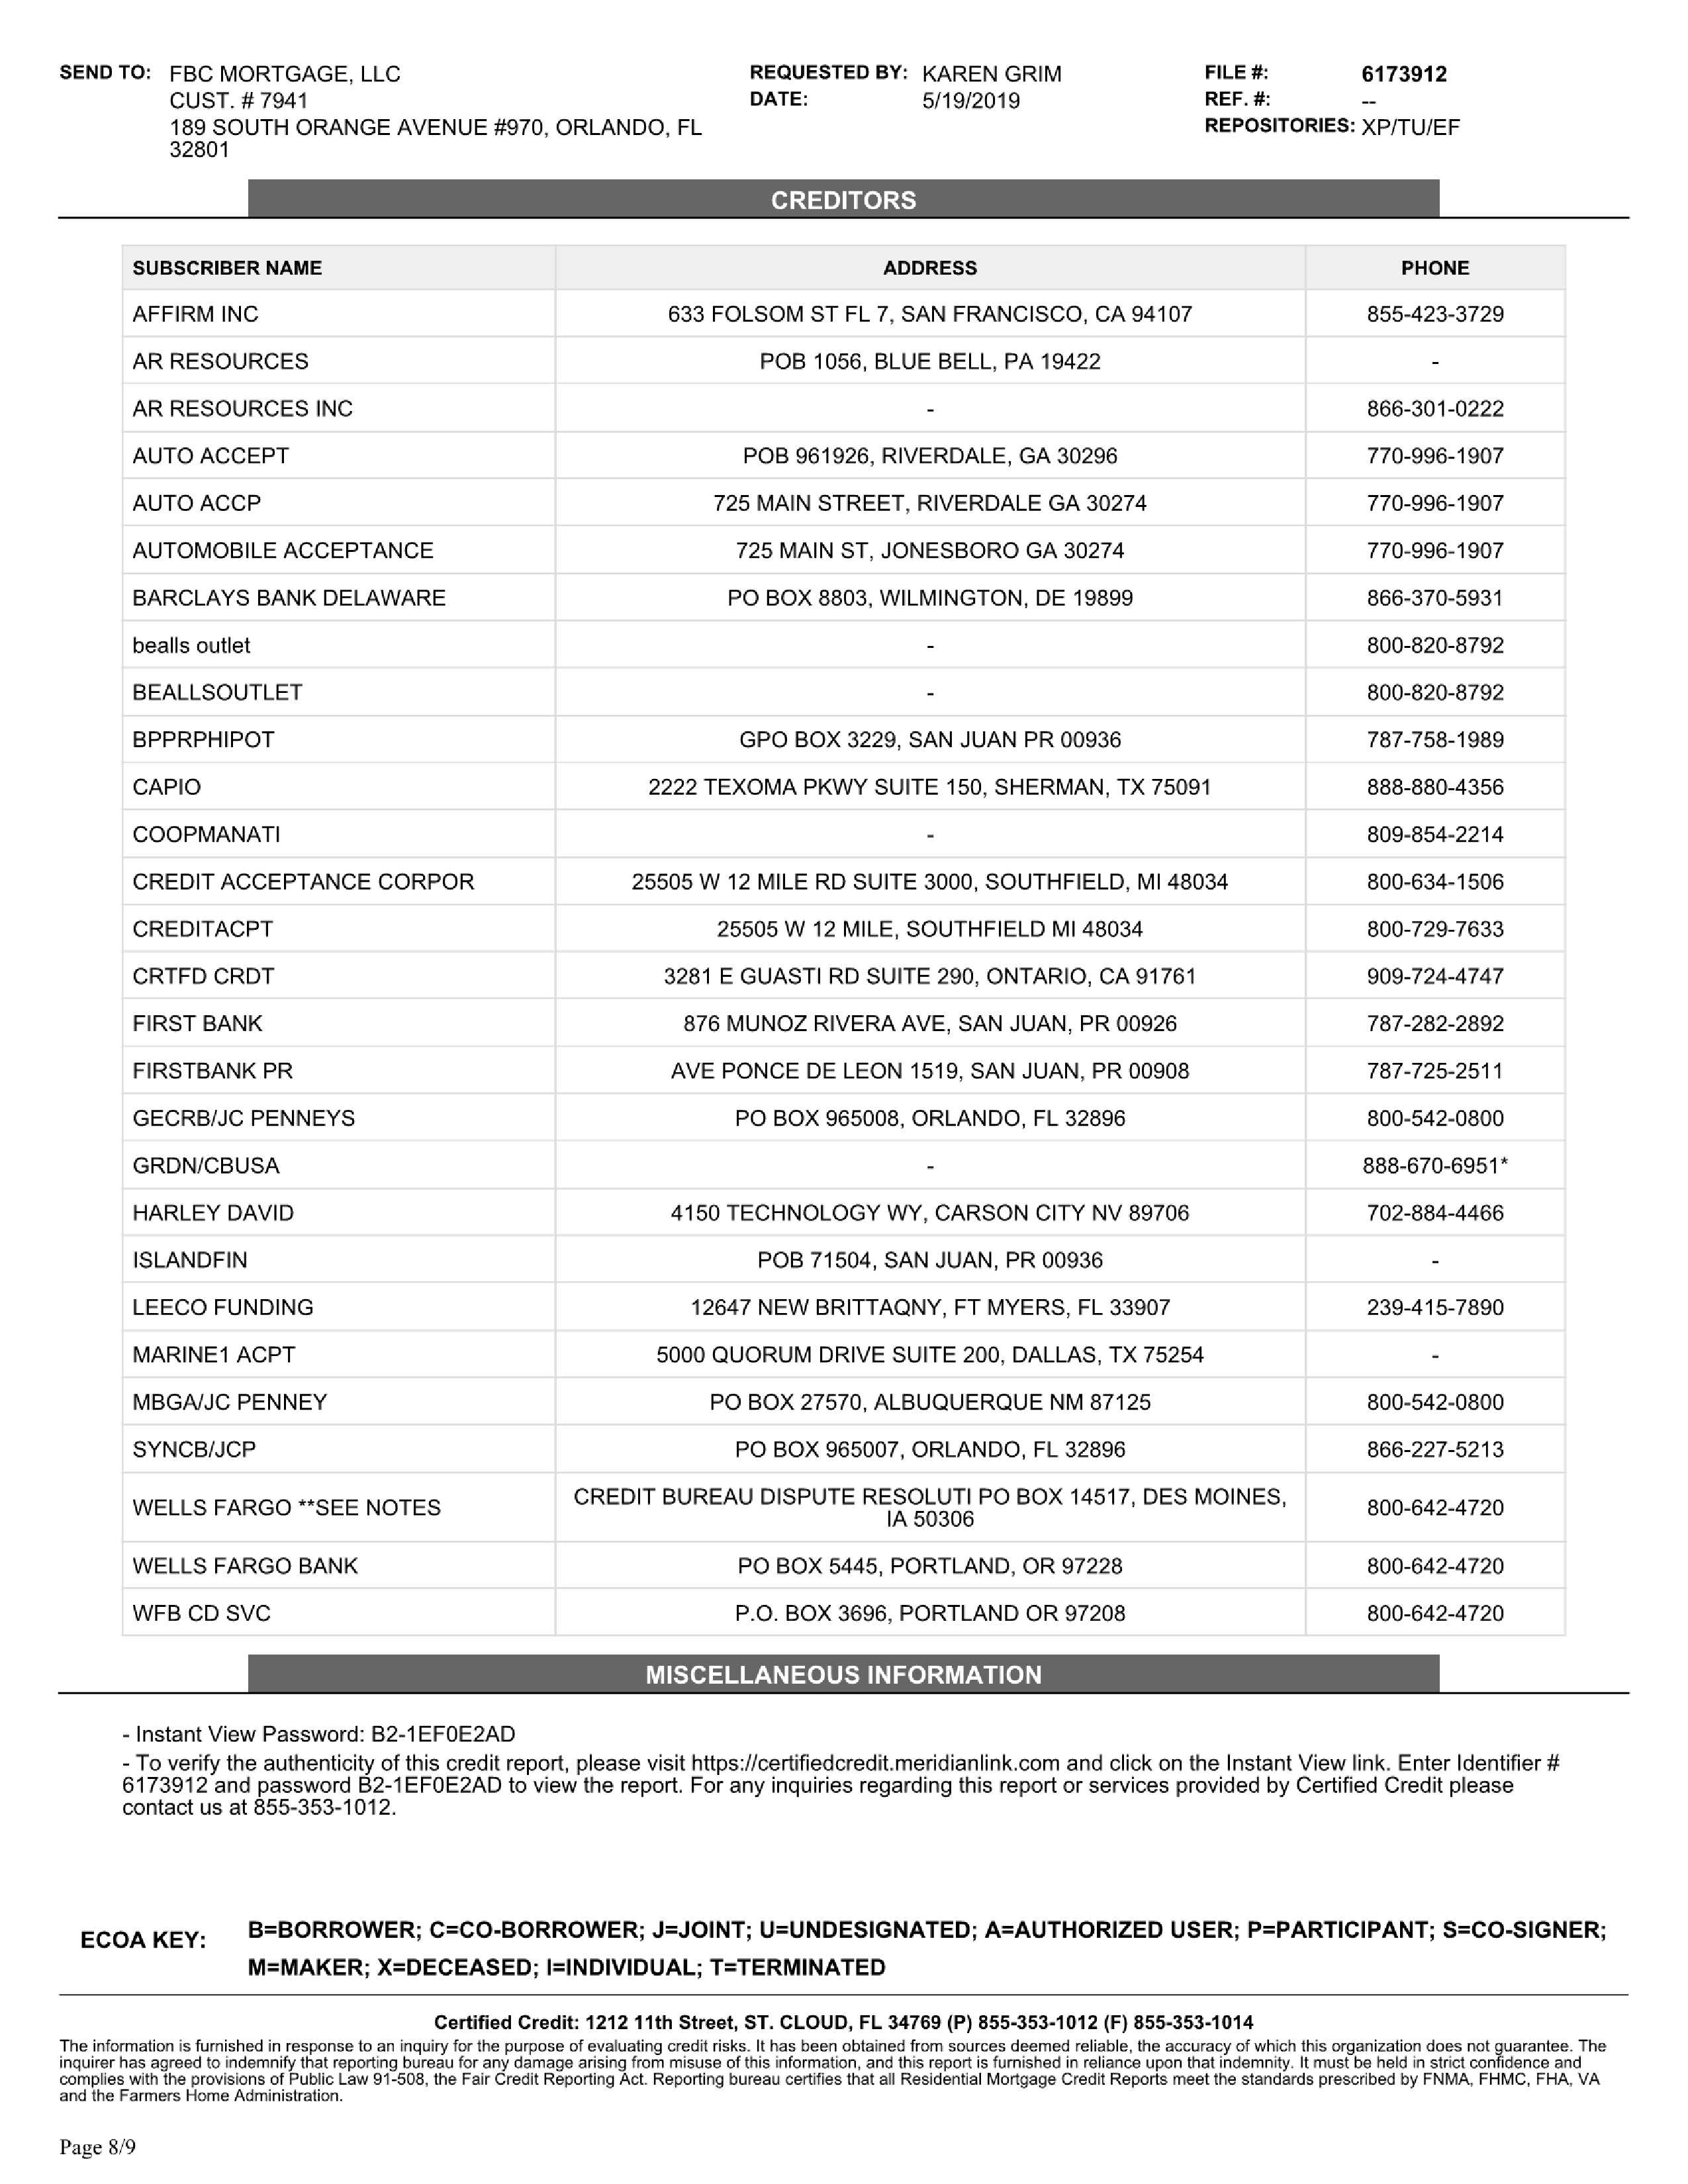 SEND TO: FBC MORTGAGE, LLC REQUESTED BY: KAREN GRIM FILE #: 6173912
CUST. # 7941 DATE: 5/19/2019 REF. #: --
189 SOUTH ORANGE AVENUE #970, ORLANDO, FL REPOSITORIES: XP/TU/EF
32801
CREDITORS
SUBSCRIBER NAME ADDRESS PHONE
AFFIRM INC 633 FOLSOM ST FL 7, SAN FRANCISCO, CA 94107 855-423-3729
AR RESOURCES POB 1056, BLUE BELL, PA 19422 -
AR RESOURCES INC - 866-301-0222
AUTO ACCEPT POB 961926, RIVERDALE, GA 30296 770-996-1907
AUTO ACCP 725 MAIN STREET, RIVERDALE GA 30274 770-996-1907
AUTOMOBILE ACCEPTANCE 725 MAIN ST, JONESBORO GA 30274 770-996-1907
BARCLAYS BANK DELAWARE PO BOX 8803, WILMINGTON, DE 19899 866-370-5931
bealls outlet - 800-820-8792
BEALLSOUTLET - 800-820-8792
BPPRPHIPOT GPO BOX 3229, SAN JUAN PR 00936 787-758-1989
CAPIO 2222 TEXOMA PKWY SUITE 150, SHERMAN, TX 75091 888-880-4356
COOPMANATI - 809-854-2214
CREDIT ACCEPTANCE CORPOR 25505 W 12 MILE RD SUITE 3000, SOUTHFIELD, MI 48034 800-634-1506
CREDITACPT 25505 W 12 MILE, SOUTHFIELD MI 48034 800-729-7633
CRTFD CRDT 3281 E GUASTI RD SUITE 290, ONTARIO, CA 91761 909-724-4747
FIRST BANK 876 MUNOZ RIVERA AVE, SAN JUAN, PR 00926 787-282-2892
FIRSTBANK PR AVE PONCE DE LEON 1519, SAN JUAN, PR 00908 787-725-2511
GECRB/JC PENNEYS PO BOX 965008, ORLANDO, FL 32896 800-542-0800
GRDN/CBUSA - 888-670-6951*
HARLEY DAVID 4150 TECHNOLOGY WY, CARSON CITY NV 89706 702-884-4466
ISLANDFIN POB 71504, SAN JUAN, PR 00936 -
LEECO FUNDING 12647 NEW BRITTAQNY, FT MYERS, FL 33907 239-415-7890
MARINE1 ACPT 5000 QUORUM DRIVE SUITE 200, DALLAS, TX 75254 -
MBGA/JC PENNEY PO BOX 27570, ALBUQUERQUE NM 87125 800-542-0800
SYNCB/JCP PO BOX 965007, ORLANDO, FL 32896 866-227-5213
WELLS FARGO **SEE NOTES CREDIT BUREAU DISPUTE RESOLUTI PO BOX 14517, DES MOINES, 800-642-4720
IA 50306
WELLS FARGO BANK PO BOX 5445, PORTLAND, OR 97228 800-642-4720
WFB CD SVC P.O. BOX 3696, PORTLAND OR 97208 800-642-4720
MISCELLANEOUS INFORMATION
- Instant View Password: B2-1EF0E2AD
- To verify the authenticity of this credit report, please visit https://certifiedcredit.meridianlink.com and click on the Instant View link. Enter Identifier #
6173912 and password B2-1EF0E2AD to view the report. For any inquiries regarding this report or services provided by Certified Credit please
contact us at 855-353-1012.
ECOA KEY: B=BORROWER; C=CO-BORROWER; J=JOINT; U=UNDESIGNATED; A=AUTHORIZED USER; P=PARTICIPANT; S=CO-SIGNER;
M=MAKER; X=DECEASED; I=INDIVIDUAL; T=TERMINATED
Certified Credit: 1212 11th Street, ST. CLOUD, FL 34769 (P) 855-353-1012 (F) 855-353-1014
The information is furnished in response to an inquiry for the purpose of evaluating credit risks. It has been obtained from sources deemed reliable, the accuracy of which this organization does not guarantee. The
inquirer has agreed to indemnify that reporting bureau for any damage arising from misuse of this information, and this report is furnished in reliance upon that indemnity. It must be held in strict confidence and
complies with the provisions of Public Law 91-508, the Fair Credit Reporting Act. Reporting bureau certifies that all Residential Mortgage Credit Reports meet the standards prescribed by FNMA, FHMC, FHA, VA
and the Farmers Home Administration.
Page 8/9